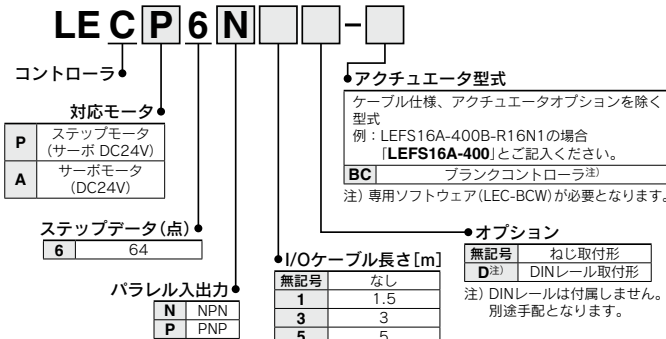 LE C P 6 N □ □ - □
コントローラ
対応モータ
P ステップモータ
(サーボ DC24V)
A サーボモータ
(DC24V)
ステップデータ(点)
6 64
パラレル入出力
N NPN
P PNP
I/Oケーブル長さ[m]
無記号 なし
1 1.5
3 3
5 5
アクチュエータ型式
ケーブル仕様、アクチュエータオプションを除く
型式
例：LEFS16A-400B-R16N1の場合
「LEFS16A-400」とご記入ください。
BC ブランクコントローラ注)
注) 専用ソフトウェア(LEC-BCW)が必要となります。
オプション
無記号 ねじ取付形
D注) DINレール取付形
注) DINレールは付属しません。
別途手配となります。